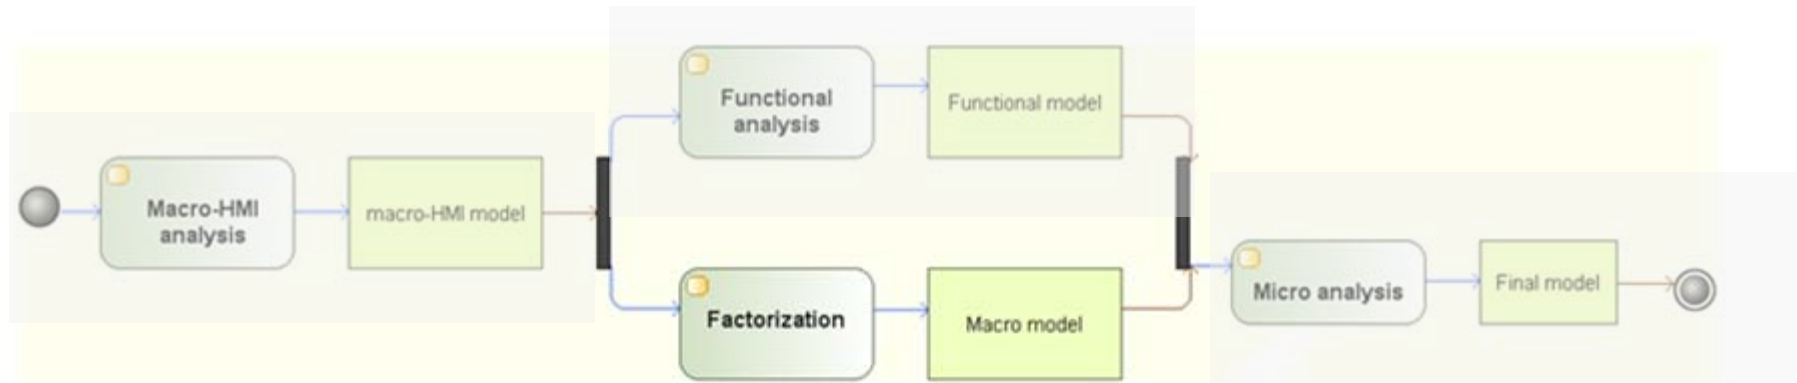 Macro-HMI
analysis
macro-HMI model
Functional
analysis
Functional model
Factorization
Macro model
Micro analysis
Final model